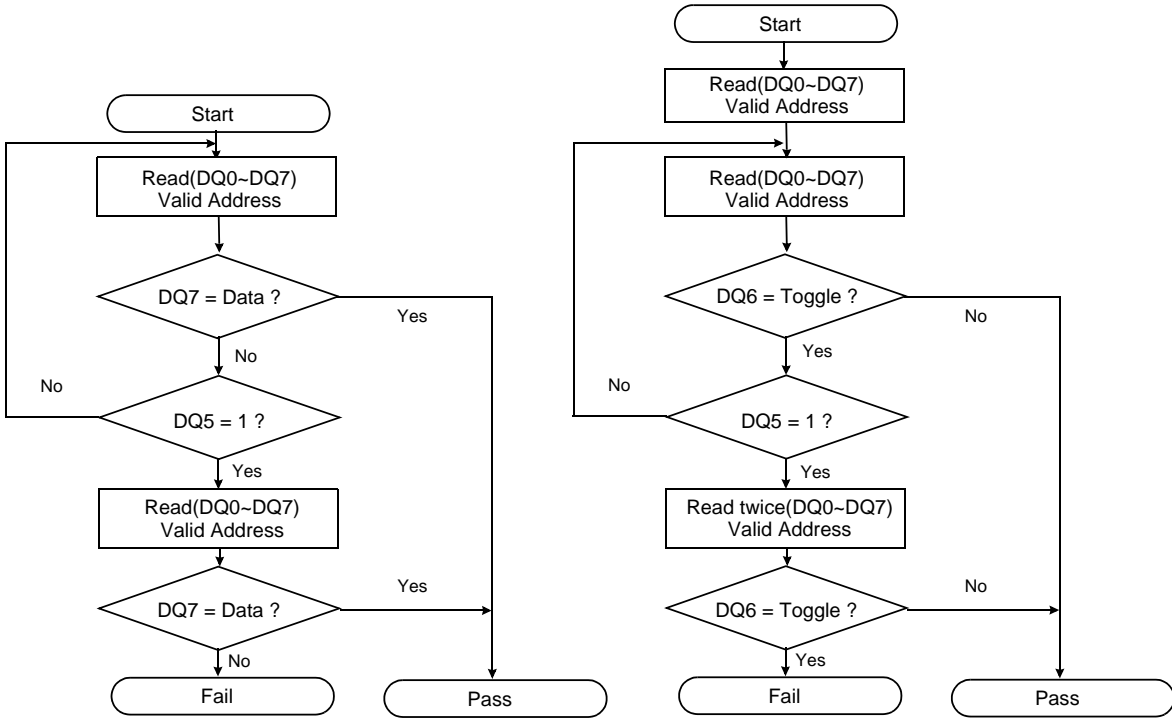 Start
Read(DQ0~DQ7)
Valid Address
DQ7 = Data ?
Yes
No
No
DQ5 = 1 ?
Yes
Read(DQ0~DQ7)
Valid Address
DQ7 = Data ?
Yes
No
Fail
Pass
Start
Read(DQ0~DQ7)
Valid Address
Read(DQ0~DQ7)
Valid Address
DQ6 = Toggle ?
No
Yes
No
DQ5 = 1 ?
Yes
Read twice(DQ0~DQ7)
Valid Address
DQ6 = Toggle ?
No
Yes
Fail
Pass